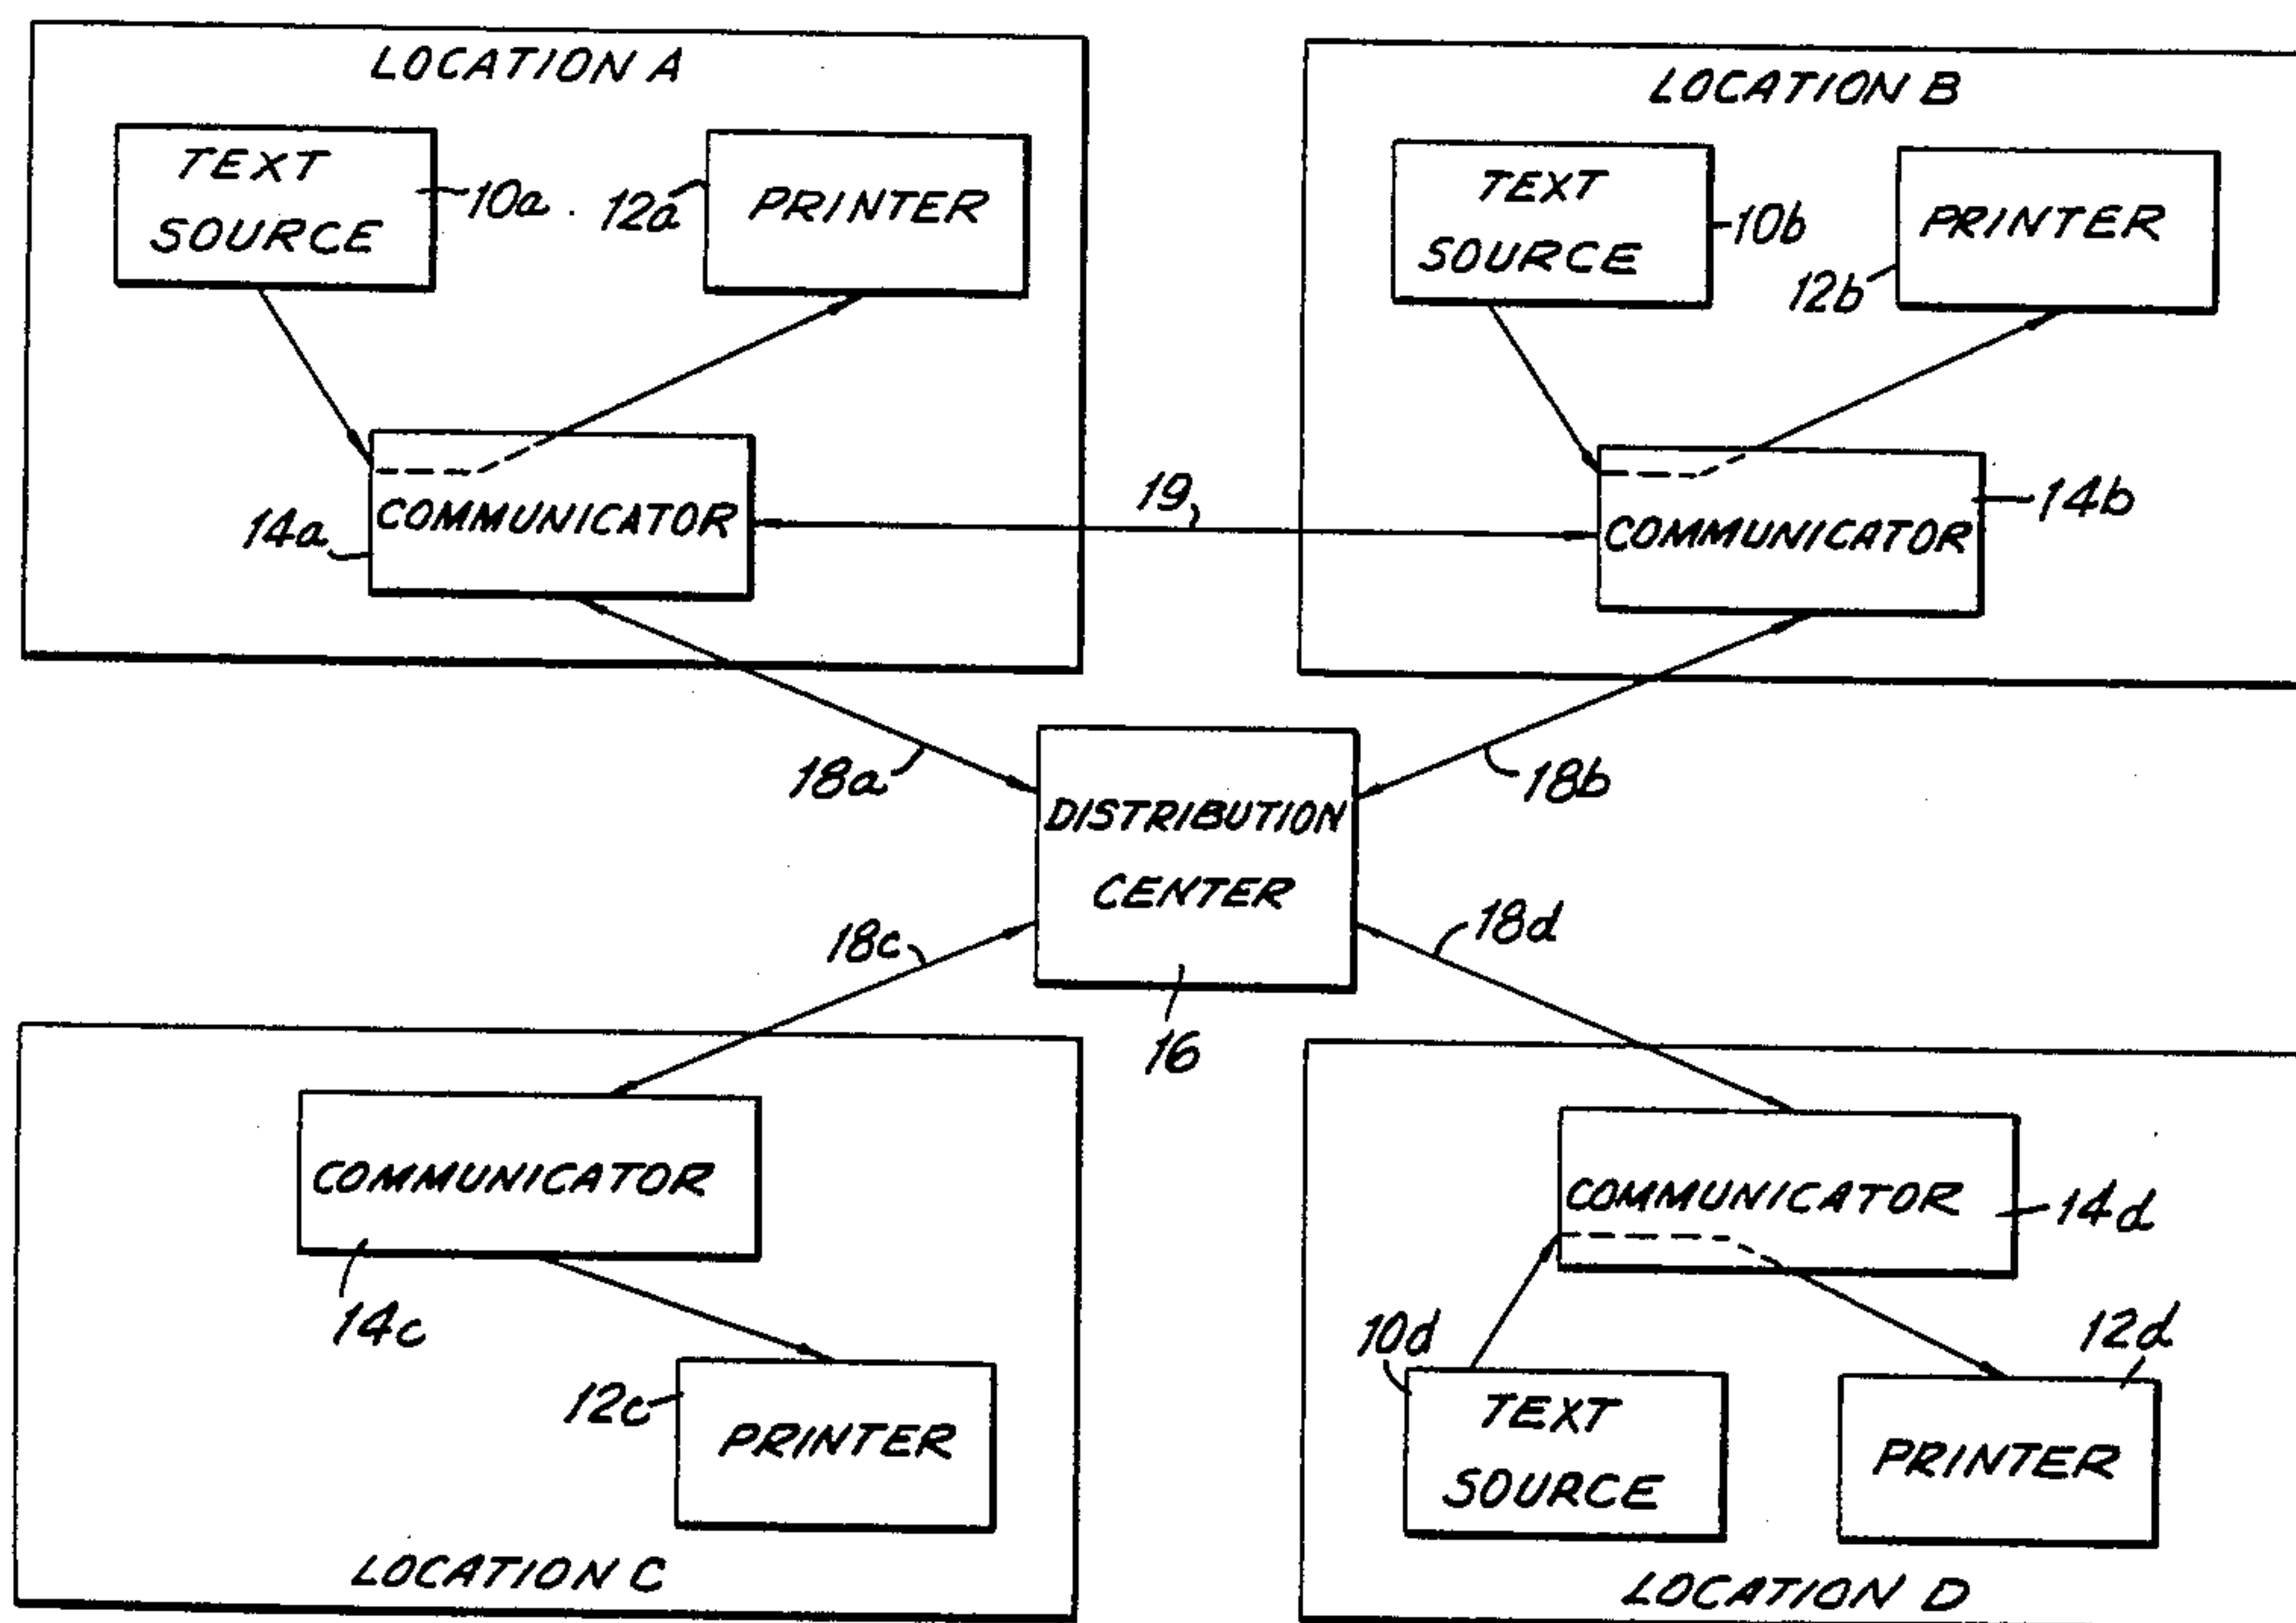 LOCATION A
TEXT
SOURCE
10a
12a
PRINTER
COMMUNICATOR
14a
LOCATION B
TEXT
SOURCE
10b
PRINTER
12b
COMMUNICATOR
14b
19
18a
18b
DISTRIBUTION
CENTER
16
18c
18d
COMMUNICATOR
14c
12c
PRINTER
LOCATION C
COMMUNICATOR
14d
10d
TEXT
SOURCE
12d
PRINTER
LOCATION D